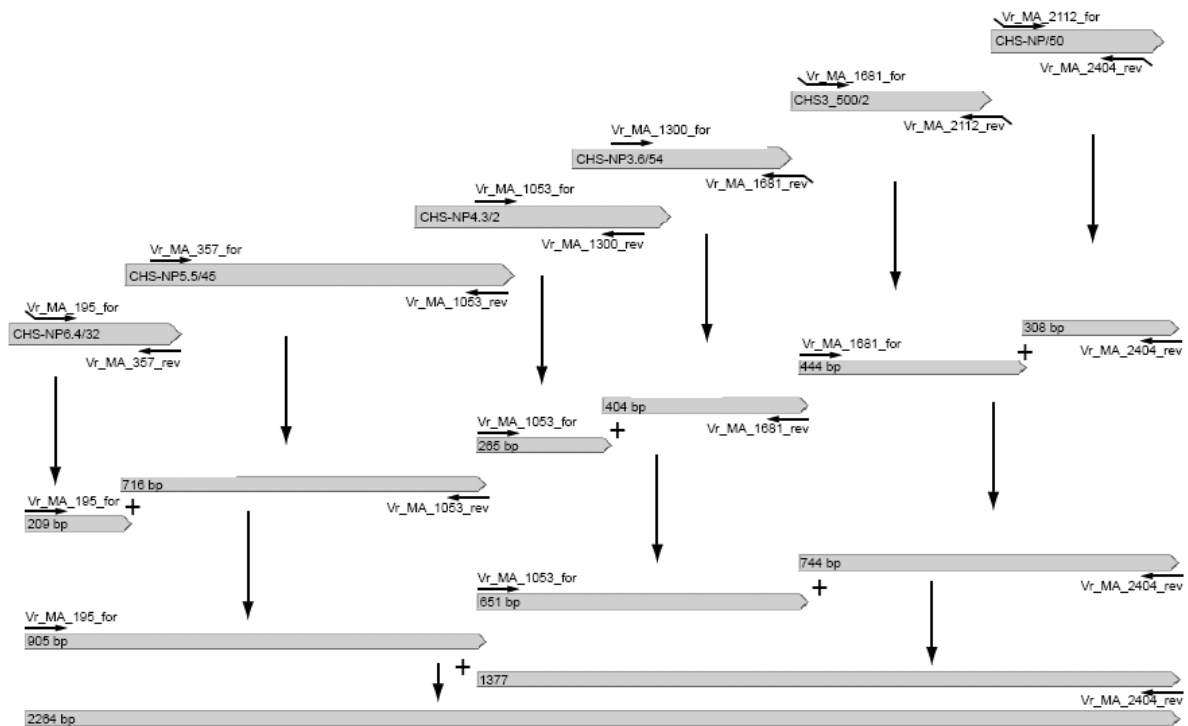 Vr_MA_2112_for
CHS-NP/50
Vr_MA_2404_rev
Vr_MA_1681_for
CHS3_500/2
Vr_MA_2112_rev
Vr_MA_1300_for
CHS-NP3.6/54
Vr_MA_1681_rev
Vr_MA_1053_for
CHS-NP4.3/2
Vr_MA_1300_rev
Vr_MA_357_for
CHS-NP5.5/45
Vr_MA_1053_rev
Vr_MA_195_for
CHS-NP6.4/32
Vr_MA_357_rev
308 bp
Vr_MA_2404_rev
+
Vr_MA_1681_for
444 bp
404 bp
Vr_MA_1681_rev
+
Vr_MA_1053_for
265 bp
716 bp
Vr_MA_1053_rev
+
Vr_MA_195_for
209 bp
744 bp
Vr_MA_2404_rev
+
Vr_MA_1053_for
651 bp
Vr_MA_195_for
905 bp
+
1377
Vr_MA_2404_rev
2264 bp